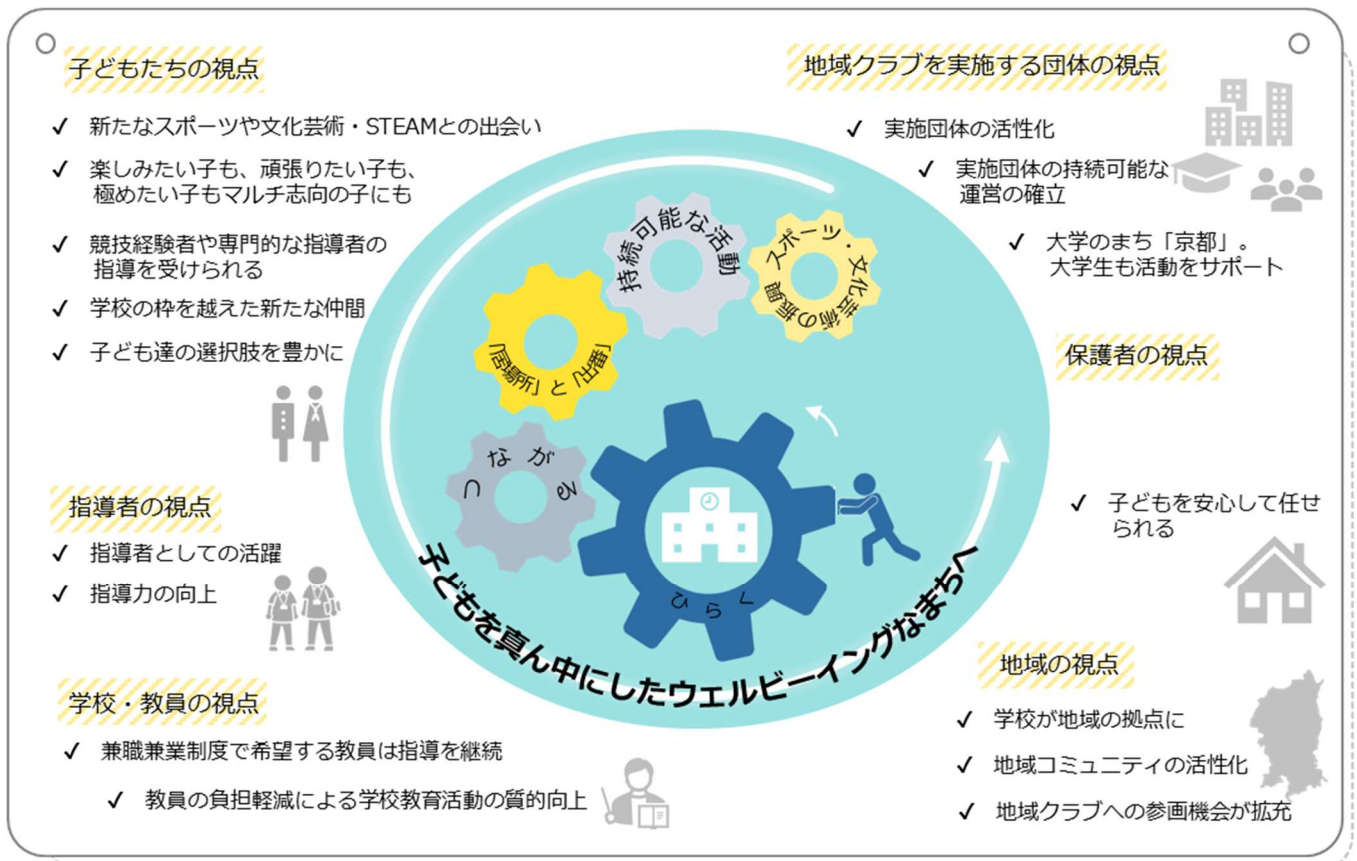 子どもたちの視点
✓ 新たなスポーツや文化芸術・STEAMとの出会い
✓ 楽しみたい子も、頑張りたい子も、
極めたい子もマルチ志向の子にも
✓ 競技経験者や専門的な指導者の
指導を受けられる
✓ 学校の枠を越えた新たな仲間
✓ 子ども達の選択肢を豊かに
指導者の視点
✓ 指導者としての活躍
✓ 指導力の向上
学校・教員の視点
✓ 兼職兼業制度で希望する教員は指導を継続
✓ 教員の負担軽減による学校教育活動の質的向上
持続可能な活動
スポーツ・文化芸術の振興
「居場所」と「出番」
つながる
ひらく
子どもを真ん中にしたウェルビーイングなまちへ
地域クラブを実施する団体の視点
✓ 実施団体の活性化
✓ 実施団体の持続可能な
運営の確立
✓ 大学のまち「京都」。
大学生も活動をサポート
保護者の視点
✓ 子どもを安心して任せ
られる
地域の視点
✓ 学校が地域の拠点に
✓ 地域コミュニティの活性化
✓ 地域クラブへの参画機会が拡充